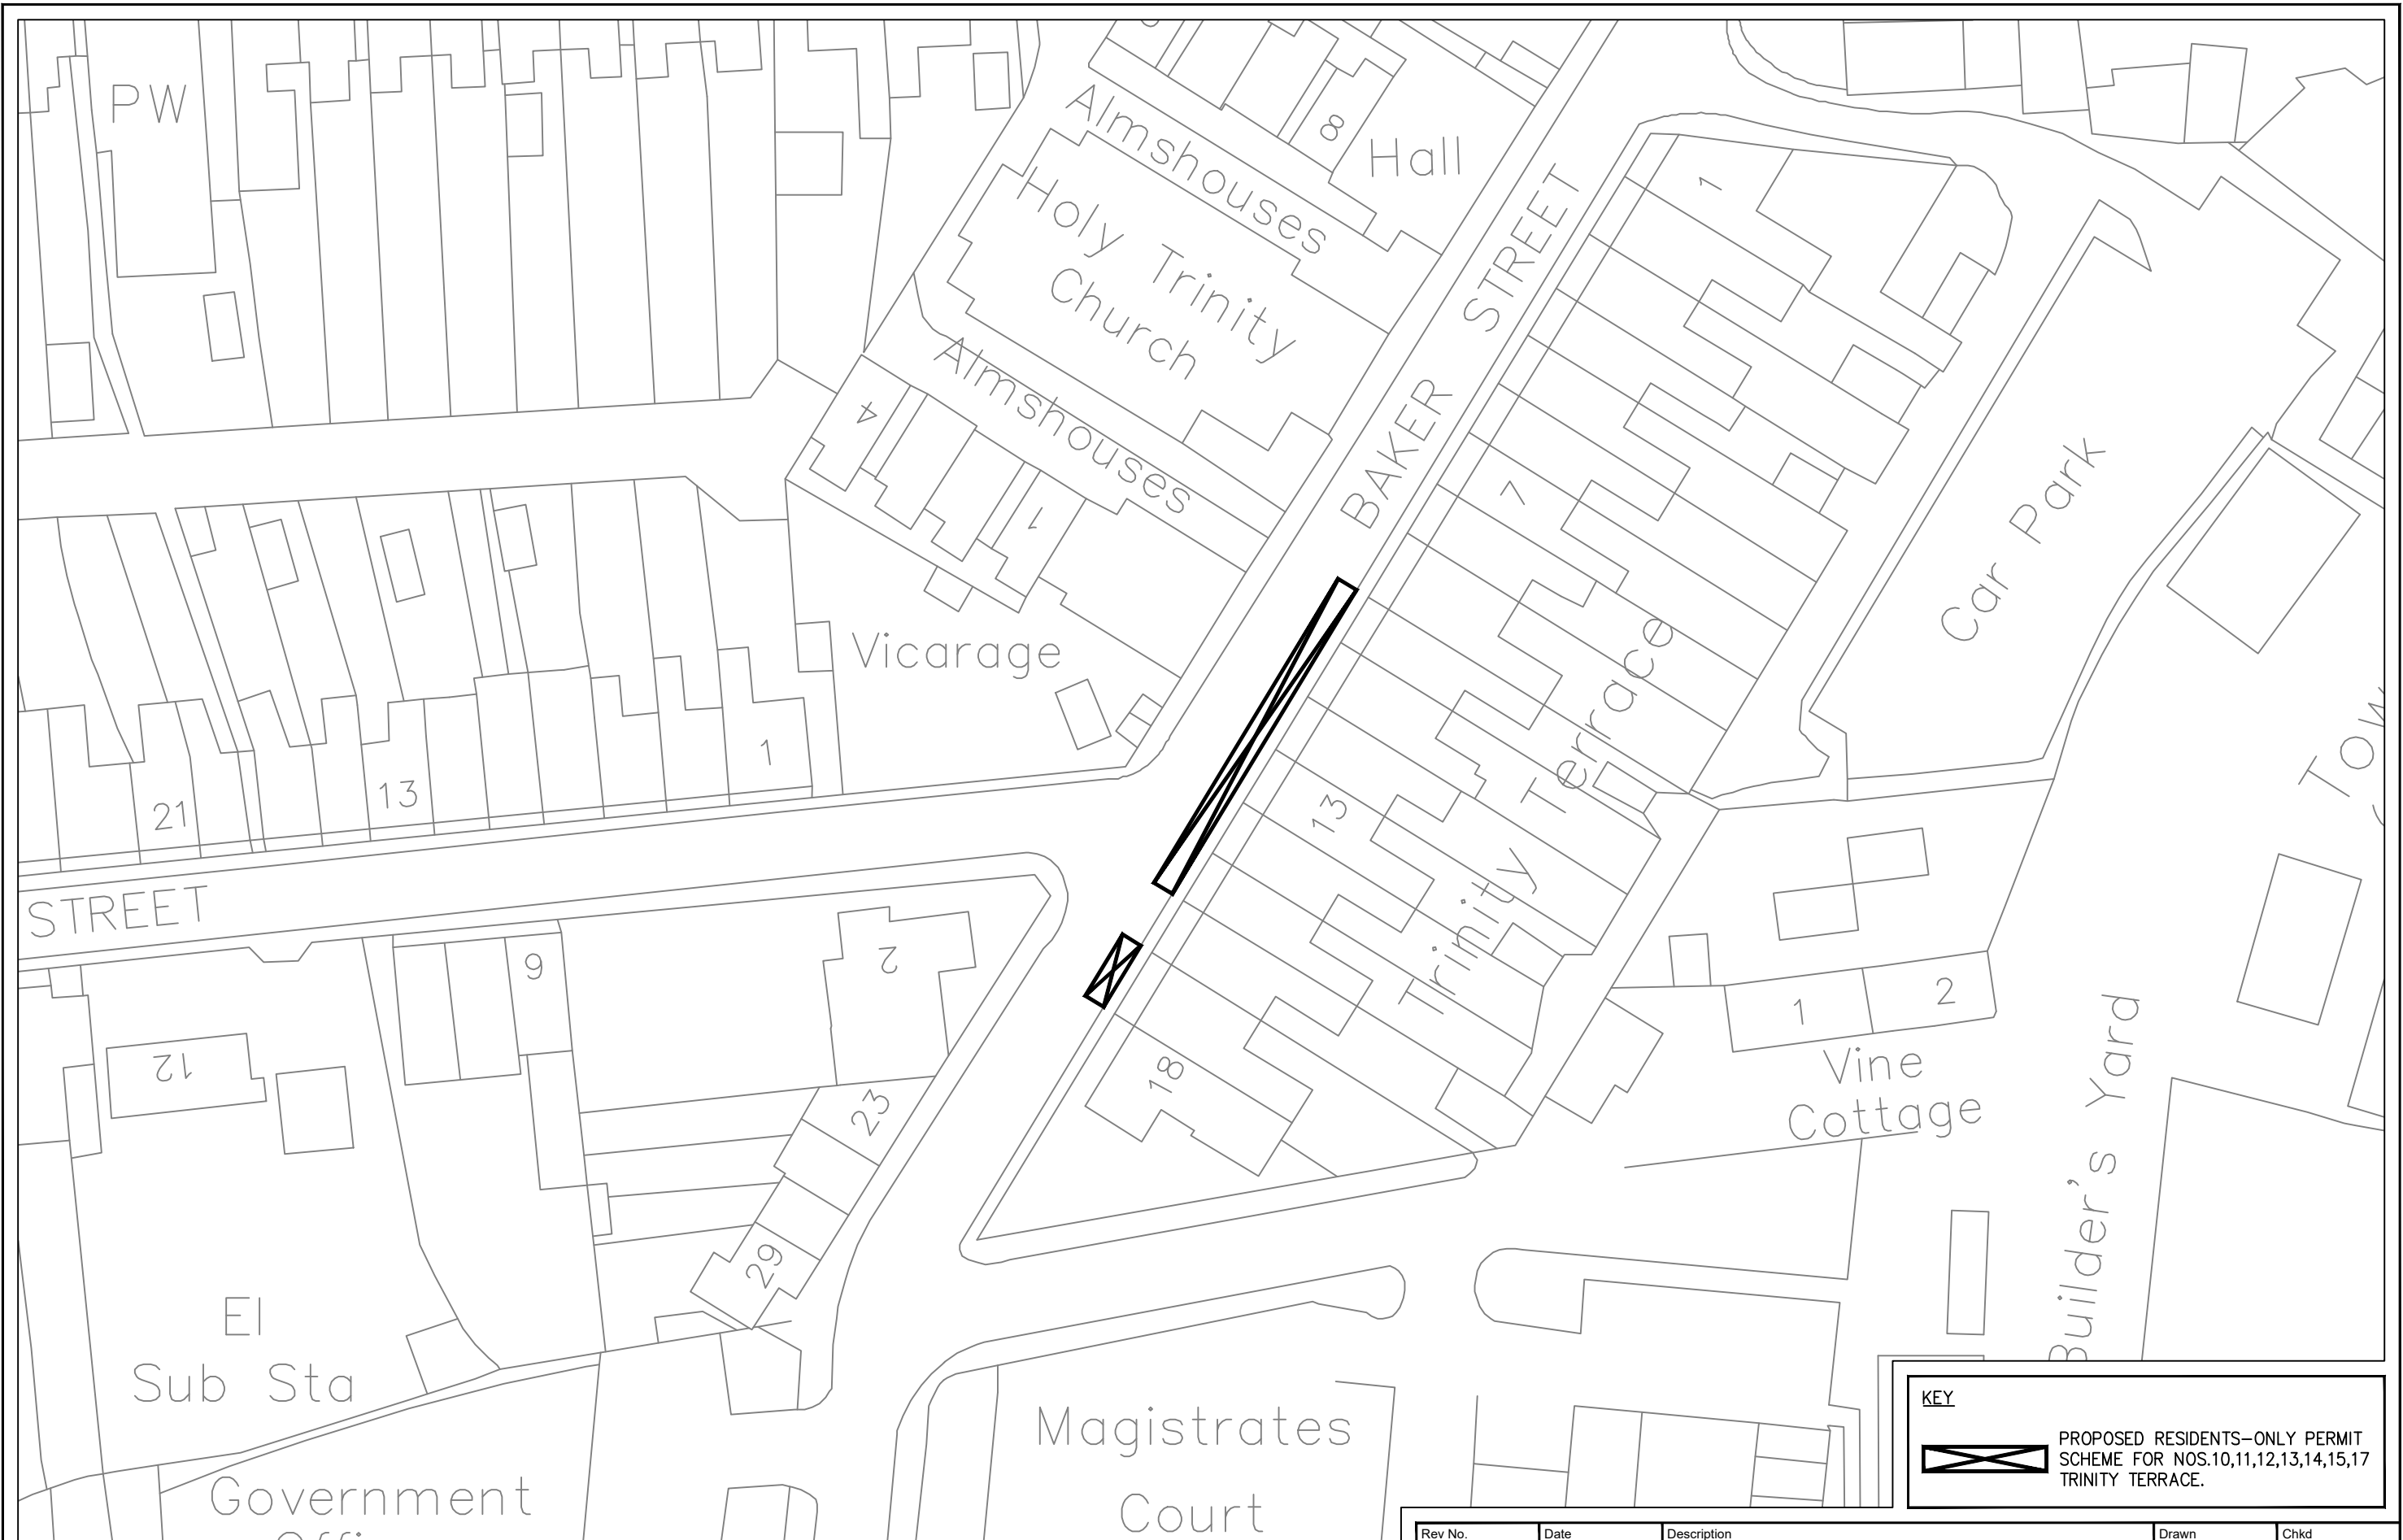 PW
Almshouses
8
Hall
Holy Trinity
Church
BAKER STREET
1
Almshouses
4
1
7
Car Park
Vicarage
Trinity Terrace
1
13
21
13
STREET
9
2
12
18
23
29
1
2
Vine
Cottage
Builder's Yard
El
Sub Sta
Magistrates
Court
Government
KEY
PROPOSED RESIDENTS-ONLY PERMIT
SCHEME FOR NOS.10,11,12,13,14,15,17
TRINITY TERRACE.
Rev No. Date Description Drawn Chkd